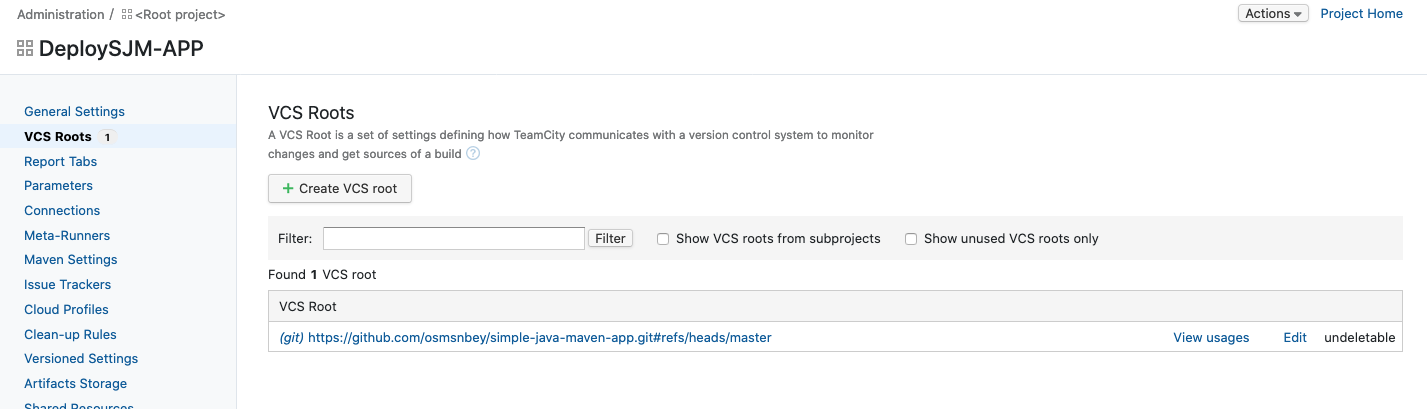 Administration / <Root project>
Actions Project Home
DeploySJM-APP
General Settings
VCS Roots 1
Report Tabs
Parameters
Connections
Meta-Runners
Maven Settings
Issue Trackers
Cloud Profiles
Clean-up Rules
Versioned Settings
Artifacts Storage
Shared Resources
VCS Roots
A VCS Root is a set of settings defining how TeamCity communicates with a version control system to monitor
changes and get sources of a build ?
+ Create VCS root
Filter: Filter Show VCS roots from subprojects Show unused VCS roots only
Found 1 VCS root
VCS Root
(git) https://github.com/osmsnbey/simple-java-maven-app.git#refs/heads/master View usages Edit undeletable